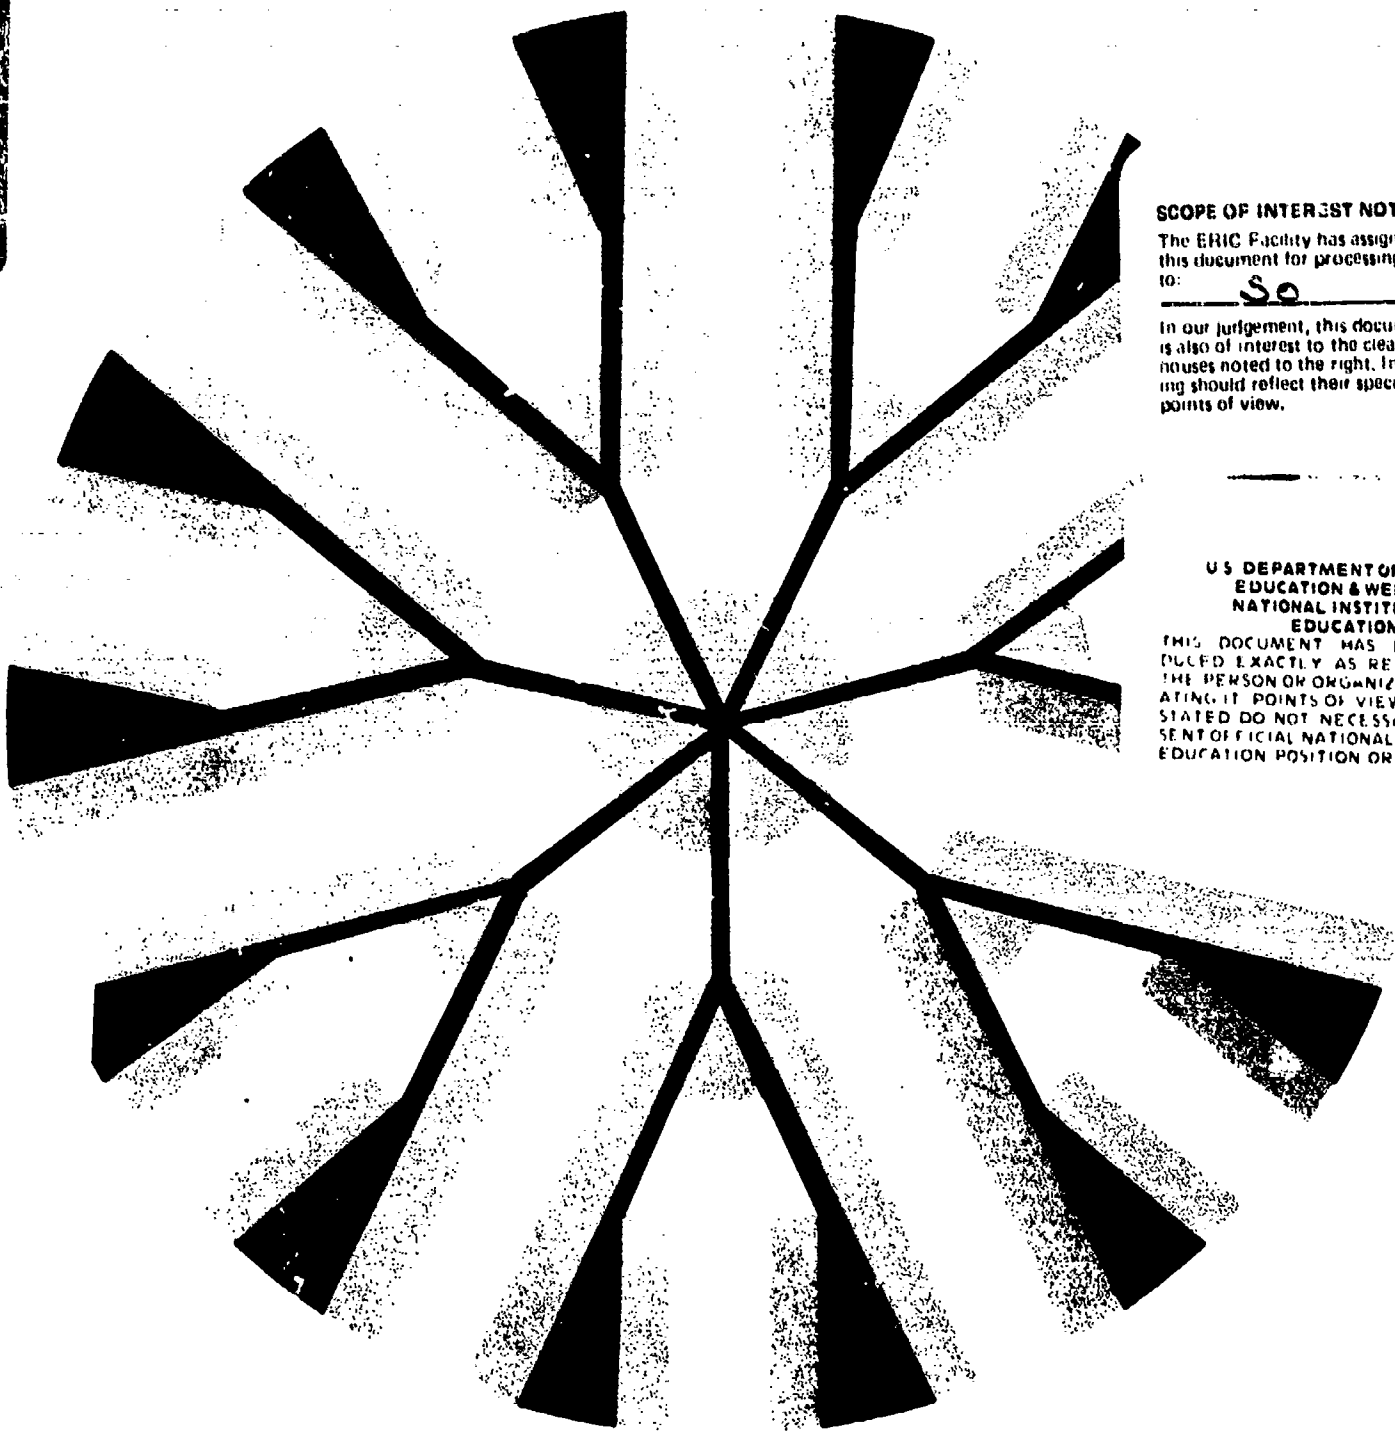 SCOPE OF INTEREST NOT
The ERIC Facility has assign
this document for processing
to:
SO
In our judgement, this docu
is also of interest to the clea
houses noted to the right. In
ing should reflect their spec
points of view.
U S DEPARTMENT OF
EDUCATION & WE
NATIONAL INSTIT
EDUCATION
THIS DOCUMENT HAS
DUCED EXACTLY AS RE
THE PERSON OR ORGANIZ
ATING IT POINTS OF VIEW
STATED DO NOT NECESS
SENT OFFICIAL NATIONAL
EDUCATION POSITION OR